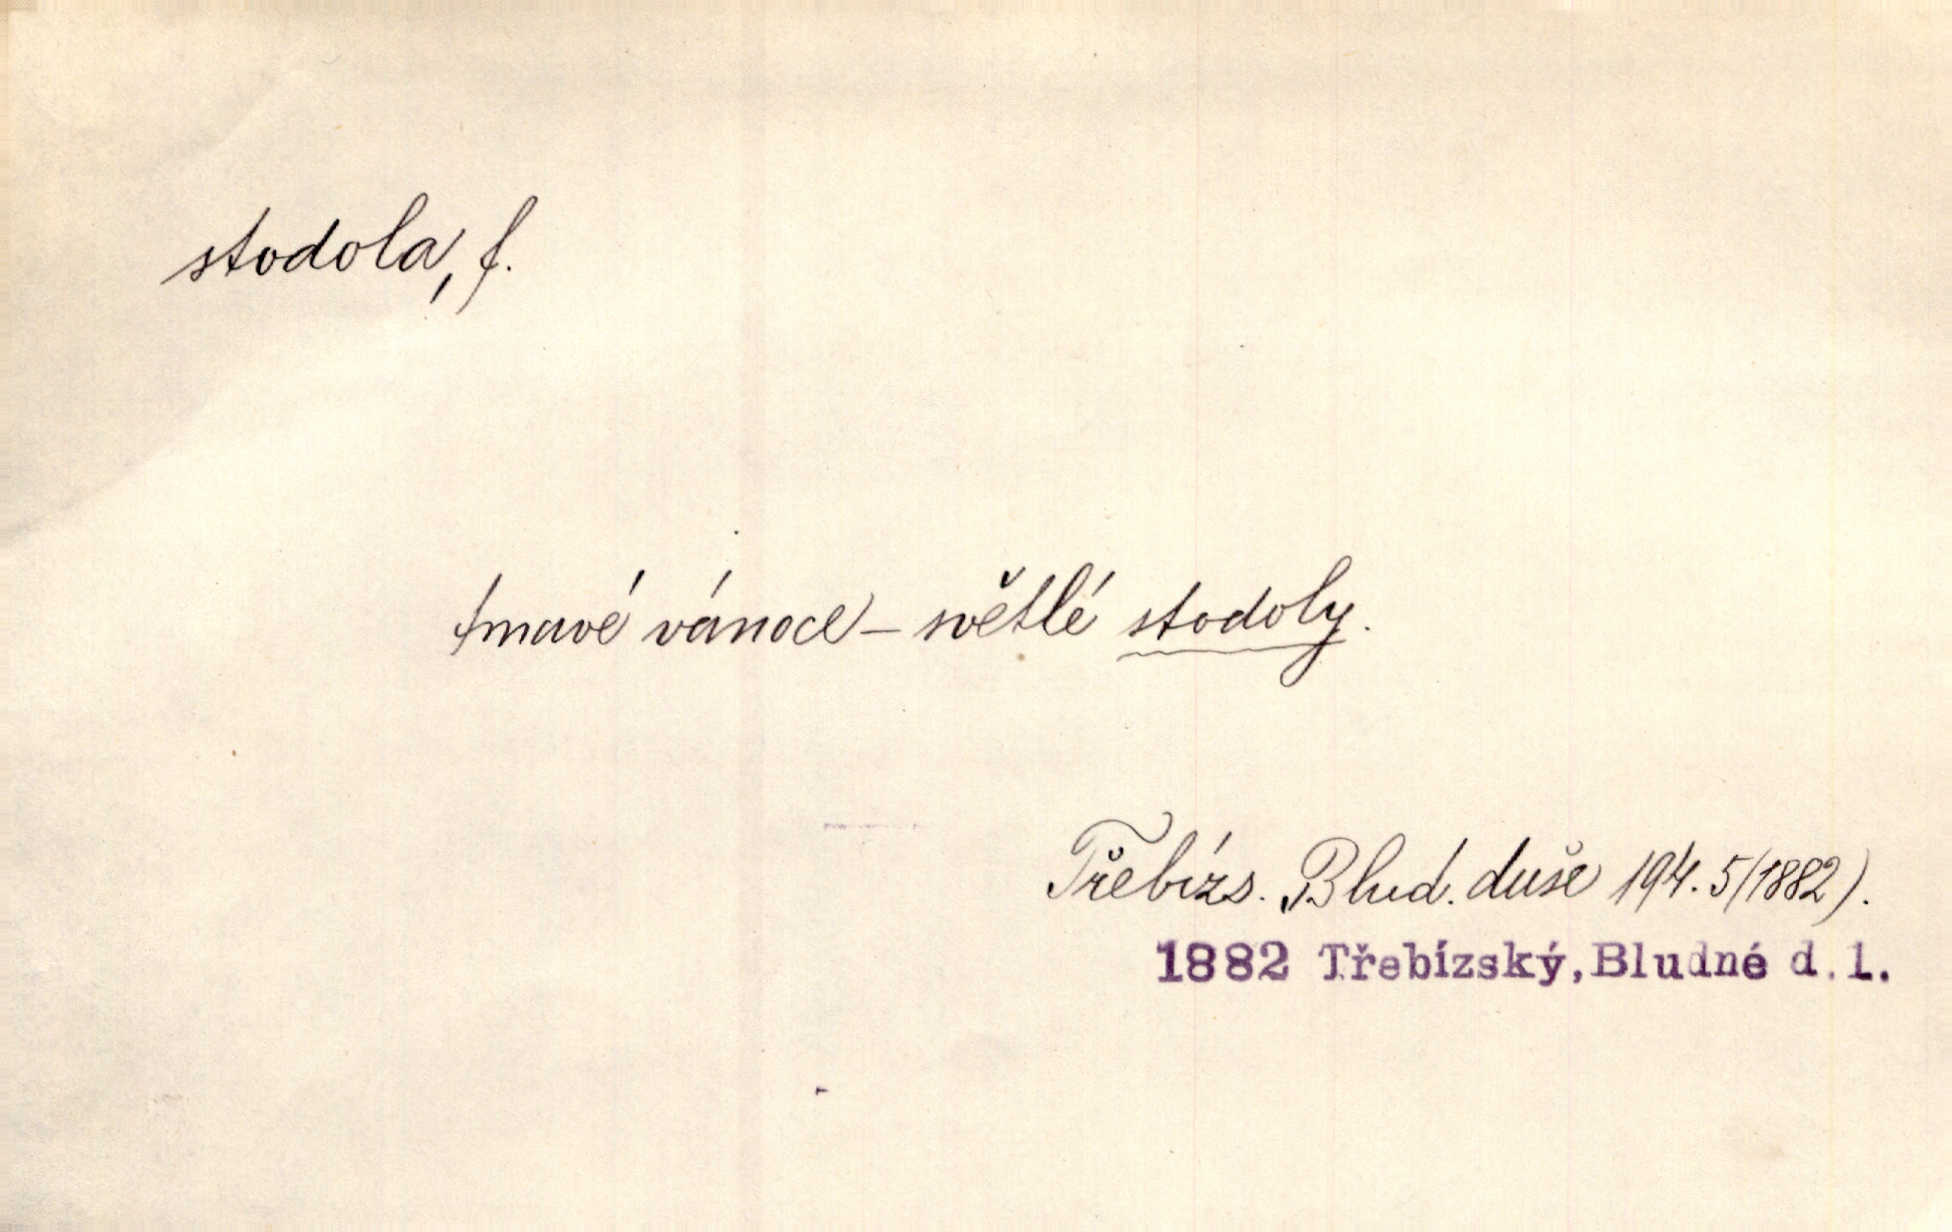 stodola, f.
tmavé vánoce – světlé stodoly.
Třebízs. Blud. duše 194. 5 (1882).
1882 Třebízský, Bludné d.1.